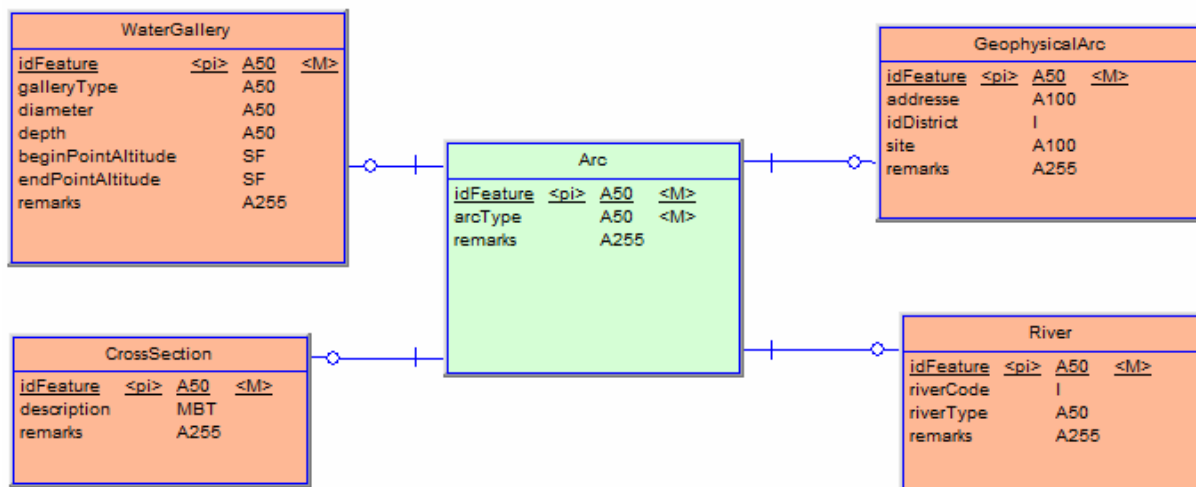 WaterGallery
idFeature <pi> A50 <M>
galleryType A50
diameter A50
depth A50
beginPointAltitude SF
endPointAltitude SF
remarks A255
GeophysicalArc
idFeature <pi> A50 <M>
addresse A100
idDistrict I
site A100
remarks A255
Arc
idFeature <pi> A50 <M>
arcType A50 <M>
remarks A255
CrossSection
idFeature <pi> A50 <M>
description MBT
remarks A255
River
idFeature <pi> A50 <M>
riverCode I
riverType A50
remarks A255